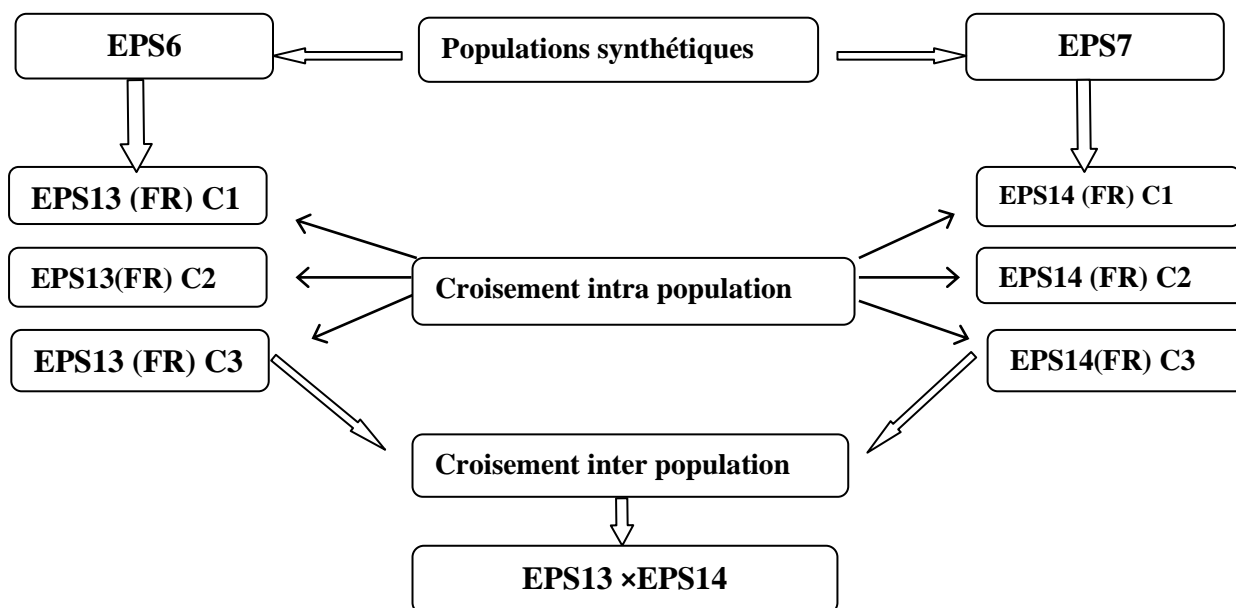 EPS6
Populations synthétiques
EPS7
EPS13 (FR) C1
EPS14 (FR) C1
EPS13(FR) C2
Croisement intra population
EPS14 (FR) C2
EPS13 (FR) C3
EPS14(FR) C3
Croisement inter population
EPS13 ×EPS14